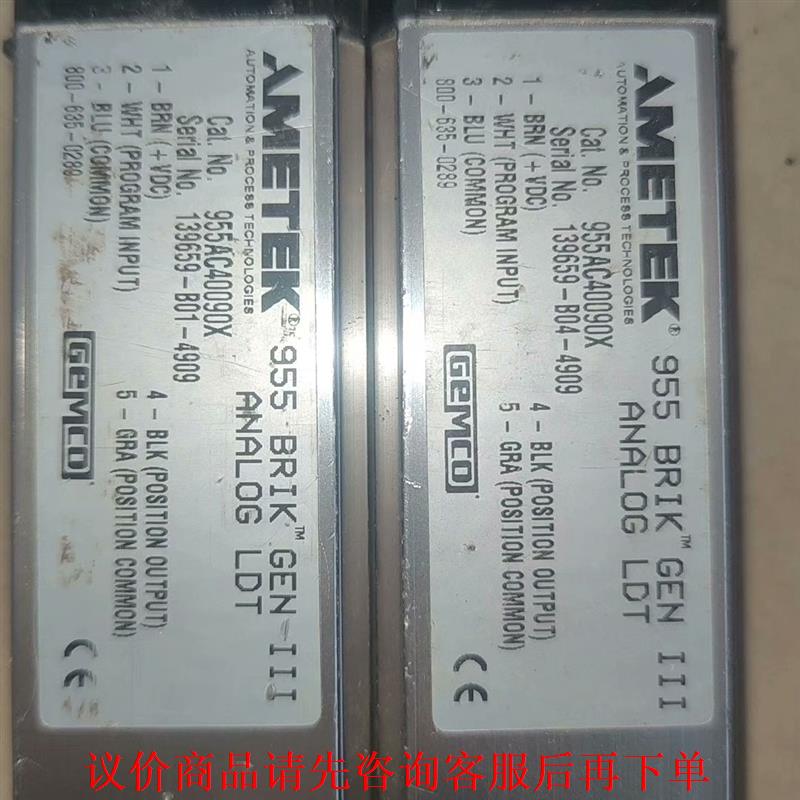 AMETEK®
AUTOMATION & PROCESS TECHNOLOGIES
955 BRIK™ GEN III
ANALOG LDT
Cat. No. 955AC40090X
Serial No. 139659-B01-4909
1 - BRN (+VDC)
2 - WHT (PROGRAM INPUT)
3 - BLU (COMMON)
4 - BLK (POSITION OUTPUT)
5 - GRA (POSITION COMMON)
800-635-0289
GEMCO
CE
AMETEK®
AUTOMATION & PROCESS TECHNOLOGIES
955 BRIK™ GEN III
ANALOG LDT
Cat. No. 955AC40090X
Serial No. 139659-B04-4909
1 - BRN (+VDC)
2 - WHT (PROGRAM INPUT)
3 - BLU (COMMON)
4 - BLK (POSITION OUTPUT)
5 - GRA (POSITION COMMON)
800-635-0289
GEMCO
CE
议价商品请先咨询客服后再下单